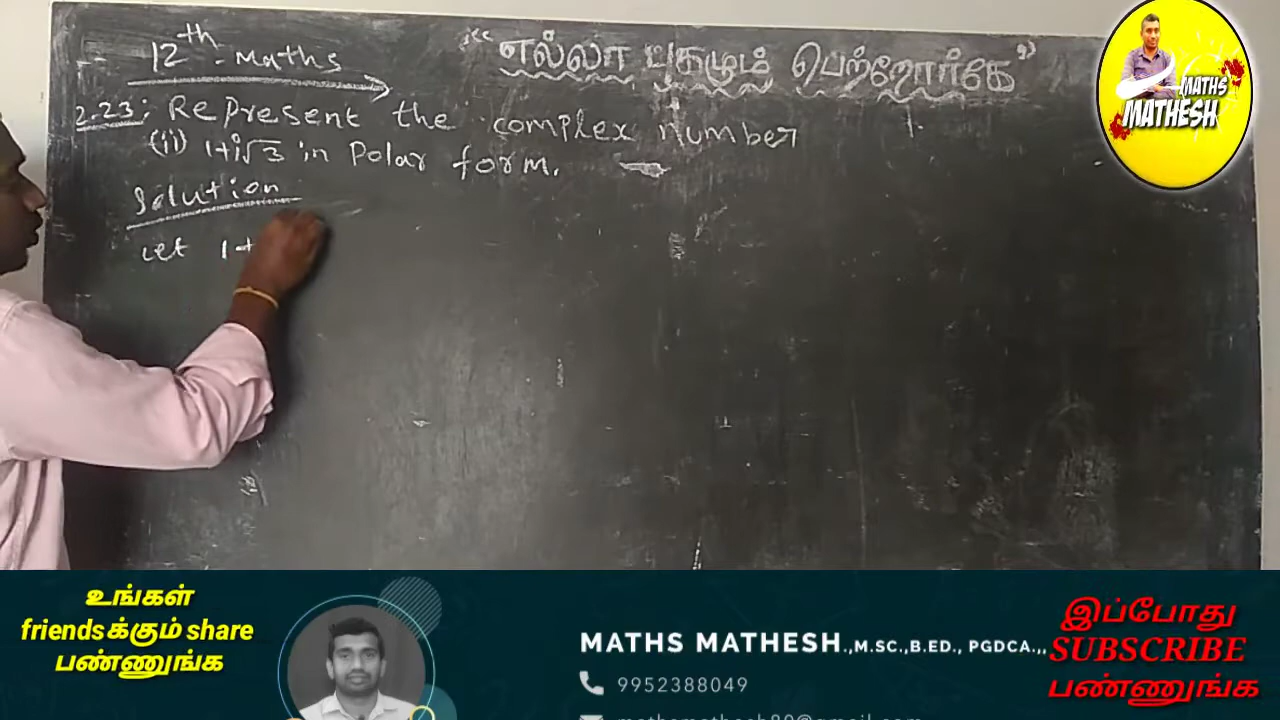 12th - Maths
"எல்லா புகழும் பெற்றோர்க்கே"
2.23: Represent the complex number
(ii) 1+i√3 in Polar form.
Solution
Let 1+
MATHS
MATHESH
உங்கள்
friendsக்கும் share
பண்ணுங்க
MATHS MATHESH.,M.SC.,B.ED., PGDCA.,,
9952388049
இப்போது
SUBSCRIBE
பண்ணுங்க